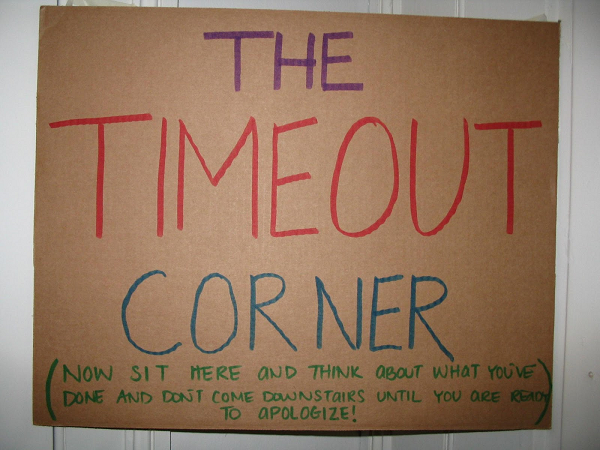 THE
TIMEOUT
CORNER
(NOW SIT HERE AND THINK ABOUT WHAT YOU'VE
DONE AND DON'T COME DOWNSTAIRS UNTIL YOU ARE READY
TO APOLOGIZE!)